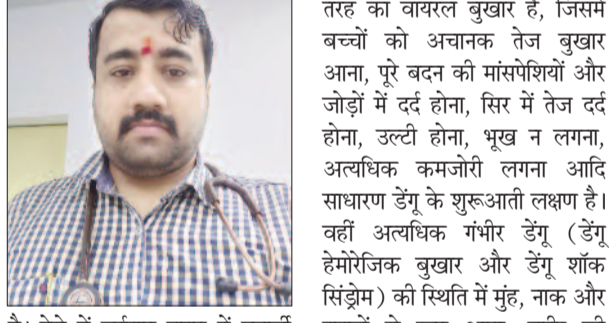 तरह का वायरल बुखार है, जिसमें
बच्चों को अचानक तेज बुखार
आना, पूरे बदन की मांसपेशियों और
जोड़ों में दर्द होना, सिर में तेज दर्द
होना, उल्टी होना, भूख न लगना,
अत्यधिक कमजोरी लगना आदि
साधारण डेंगू के शुरूआती लक्षण है।
वहीं अत्यधिक गंभीर डेंगू (डेंगू
हेमोरेजिक बुखार और डेंगू शॉक
सिंड्रोम) की स्थिति में मुंह, नाक और